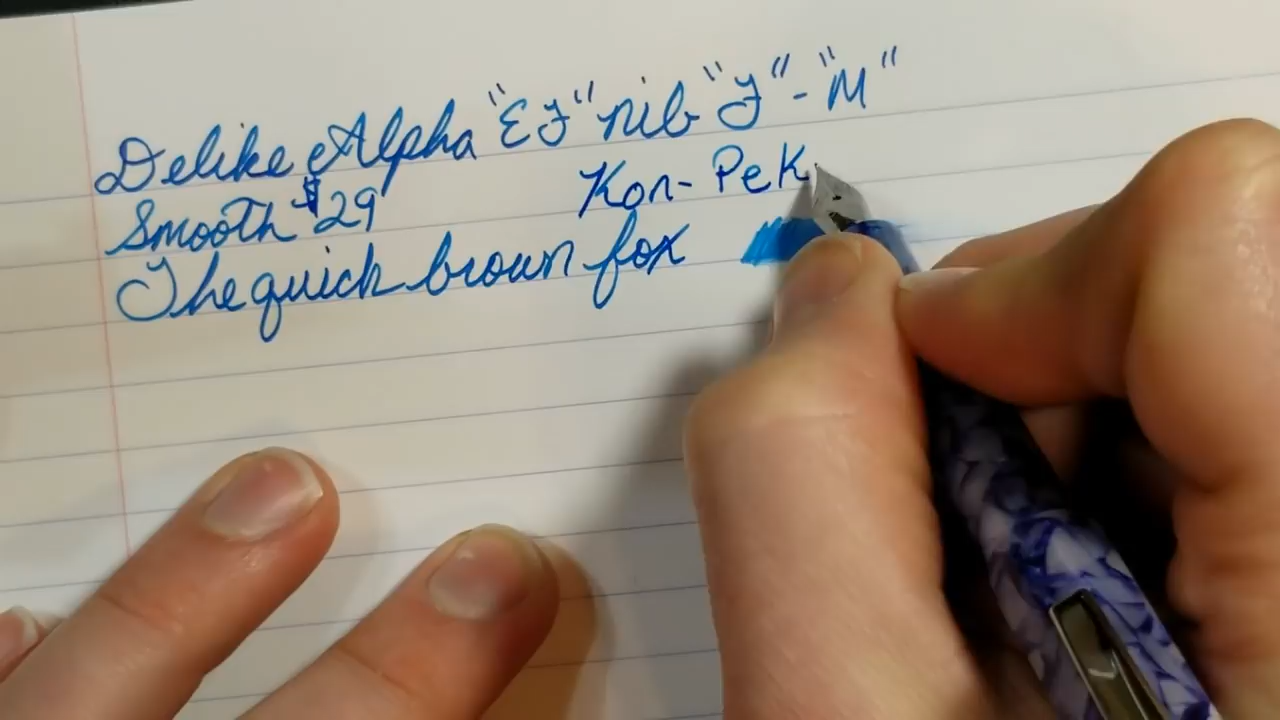 Delike Alpha "EF" nib "F" - "M"
Smooth $29
Kon-Pek
The quick brown fox